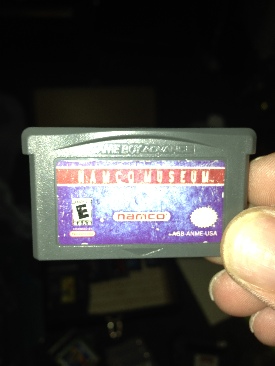 GAME BOY ADVANCE
NAMCO MUSEUM
E
namco
AGB-ANME-USA